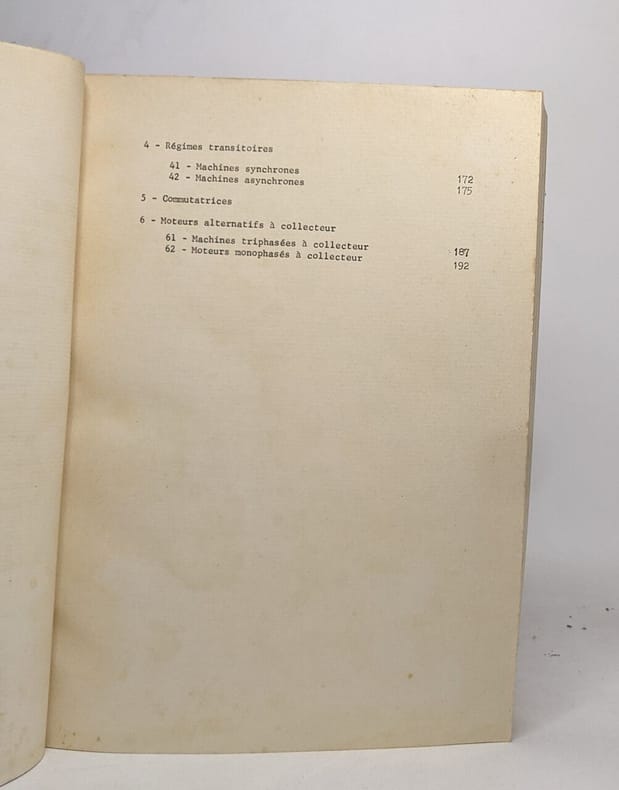 4 - Régimes transitoires
41 - Machines synchrones 172
42 - Machines asynchrones 175
5 - Commutatrices
6 - Moteurs alternatifs à collecteur
61 - Machines triphasées à collecteur 187
62 - Moteurs monophasés à collecteur 192